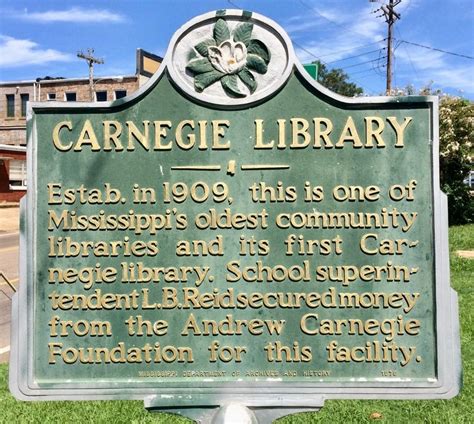 CARNEGIE LIBRARY
Estab. in 1909, this is one of
Mississippi's oldest community
libraries and its first Car-
negie library. School superin-
tendent L.B. Reid secured money
from the Andrew Carnegie
Foundation for this facility.
MISSISSIPPI DEPARTMENT OF ARCHIVES AND HISTORY